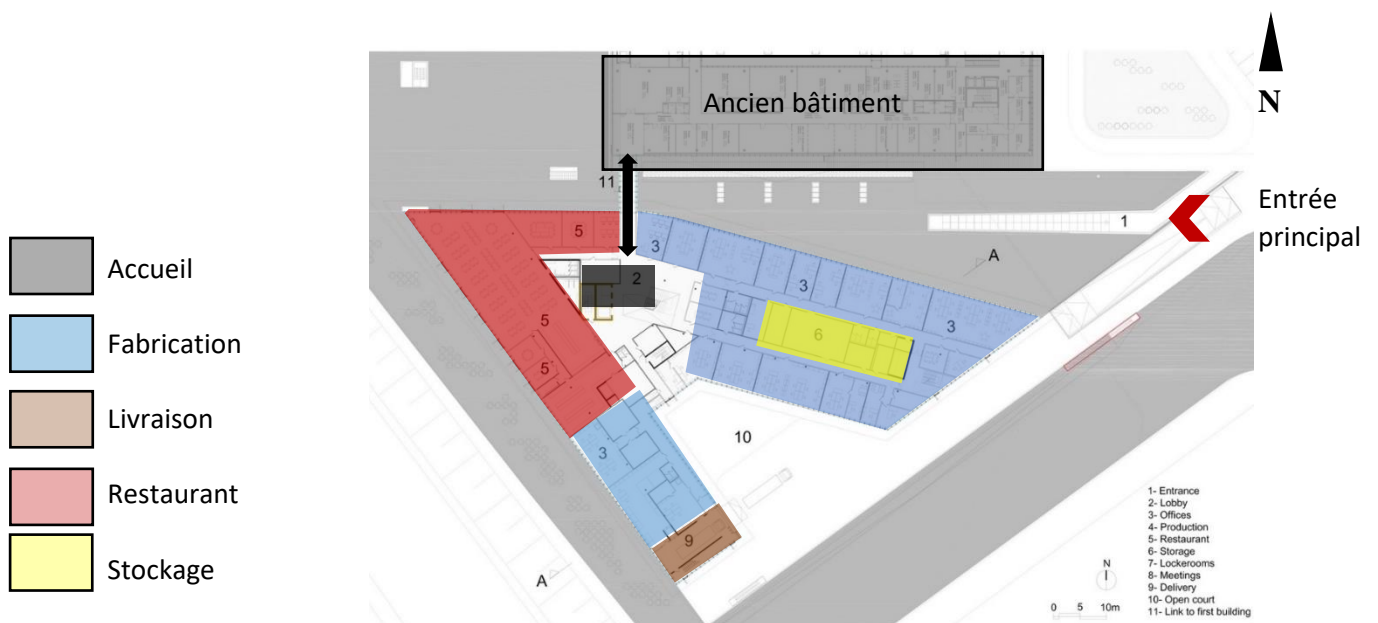 Ancien bâtiment
N
11
1
Entrée
principal
5
3
A
2
3
Accueil
5
3
6
Fabrication
5
Livraison
10
3
Restaurant
1- Entrance
2- Lobby
3- Offices
4- Production
5- Restaurant
6- Storage
7- Lockerooms
8- Meetings
9- Delivery
10- Open court
11- Link to first building
9
Stockage
A
N
0 5 10m